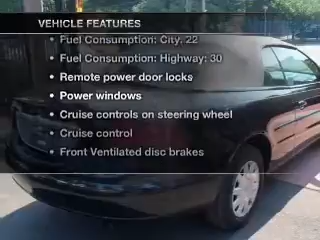 VEHICLE FEATURES
• Fuel Consumption: City: 22
• Fuel Consumption: Highway: 30
• Remote power door locks
• Power windows
• Cruise controls on steering wheel
• Cruise control
• Front Ventilated disc brakes